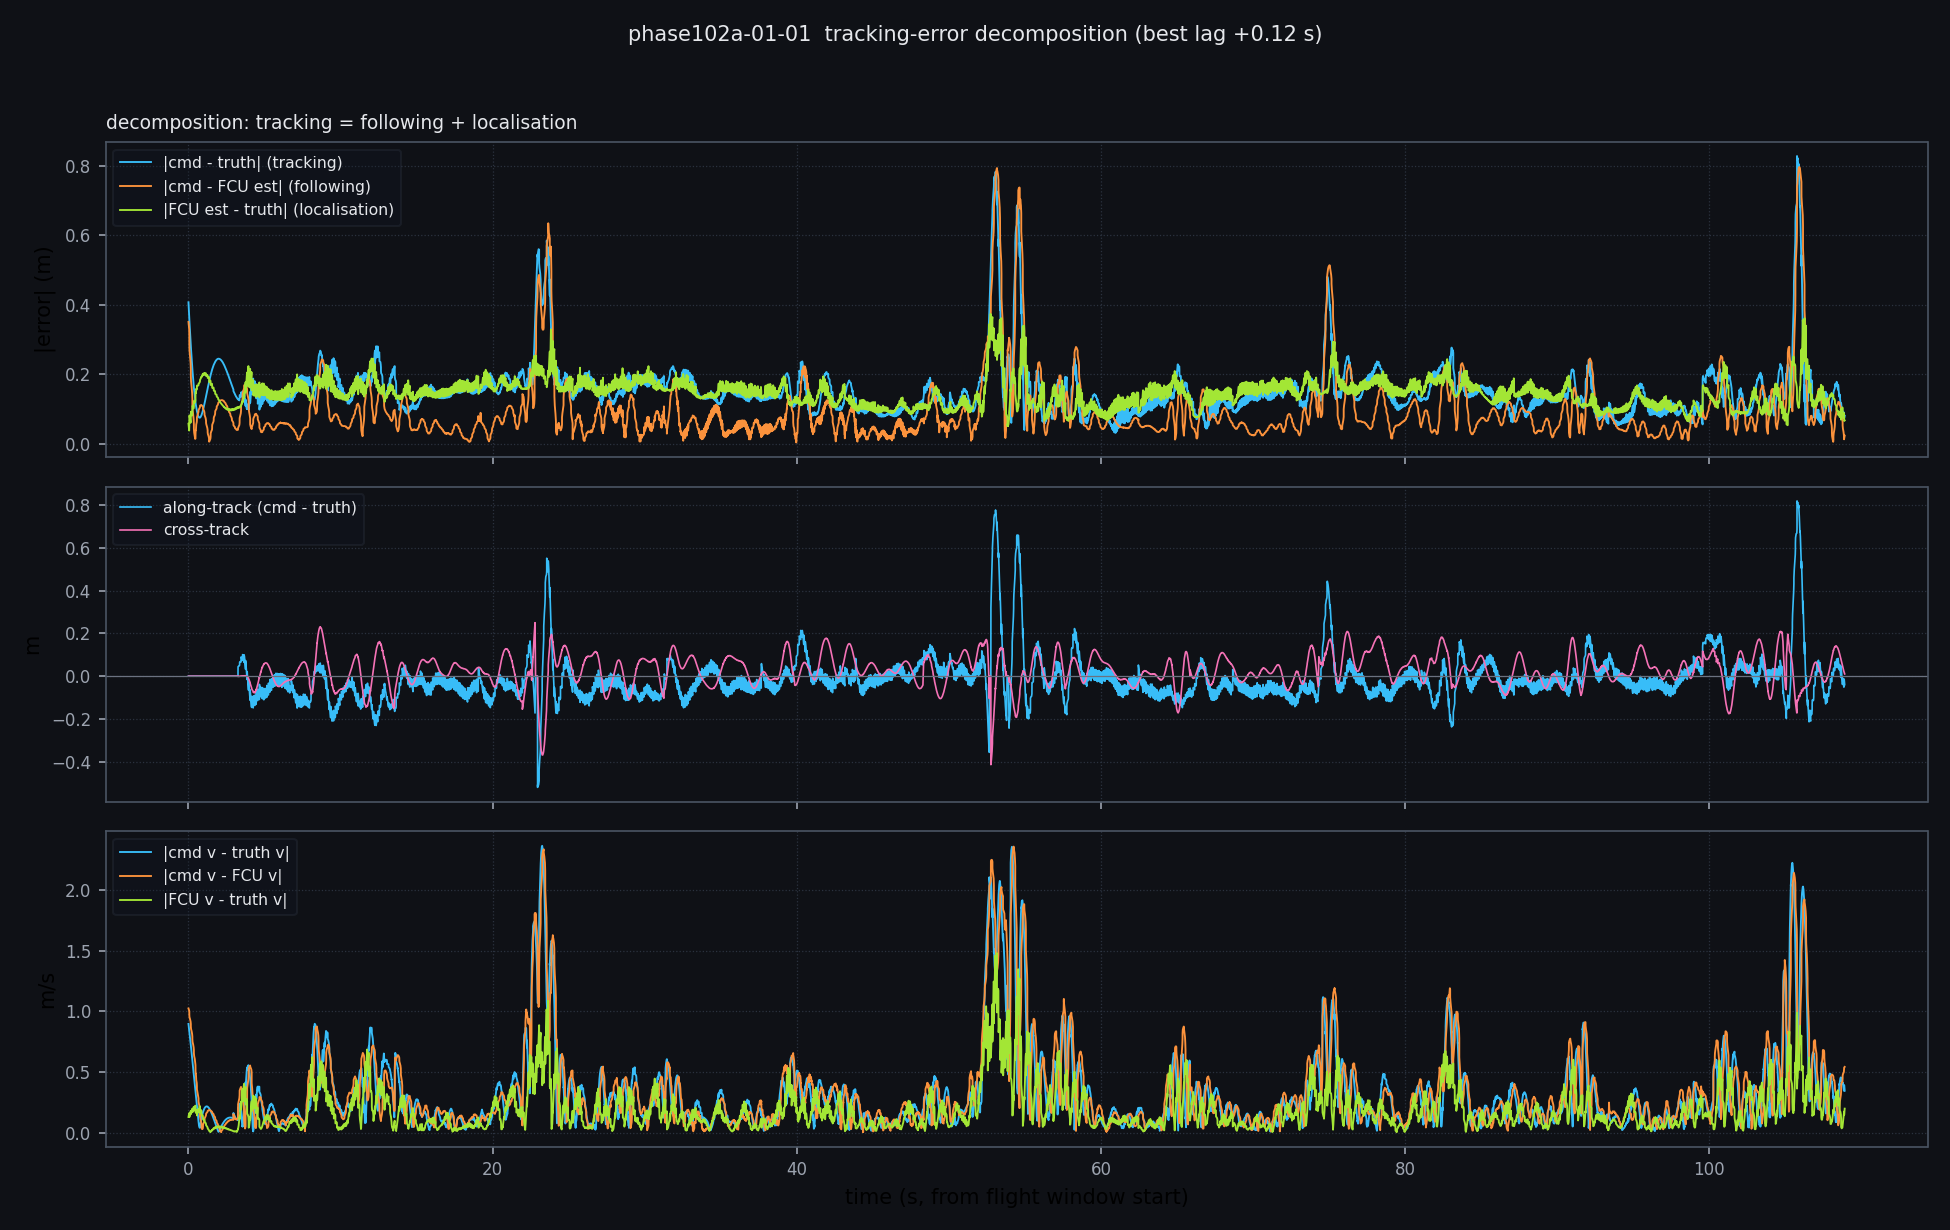 phase102a-01-01  tracking-error decomposition (best lag +0.12 s)
decomposition: tracking = following + localisation
|cmd - truth| (tracking)
|cmd - FCU est| (following)
|FCU est - truth| (localisation)
|error| (m)
0.8
0.6
0.4
0.2
0.0
along-track (cmd - truth)
cross-track
m
0.8
0.6
0.4
0.2
0.0
−0.2
−0.4
|cmd v - truth v|
|cmd v - FCU v|
|FCU v - truth v|
m/s
2.0
1.5
1.0
0.5
0.0
0 20 40 60 80 100
time (s, from flight window start)